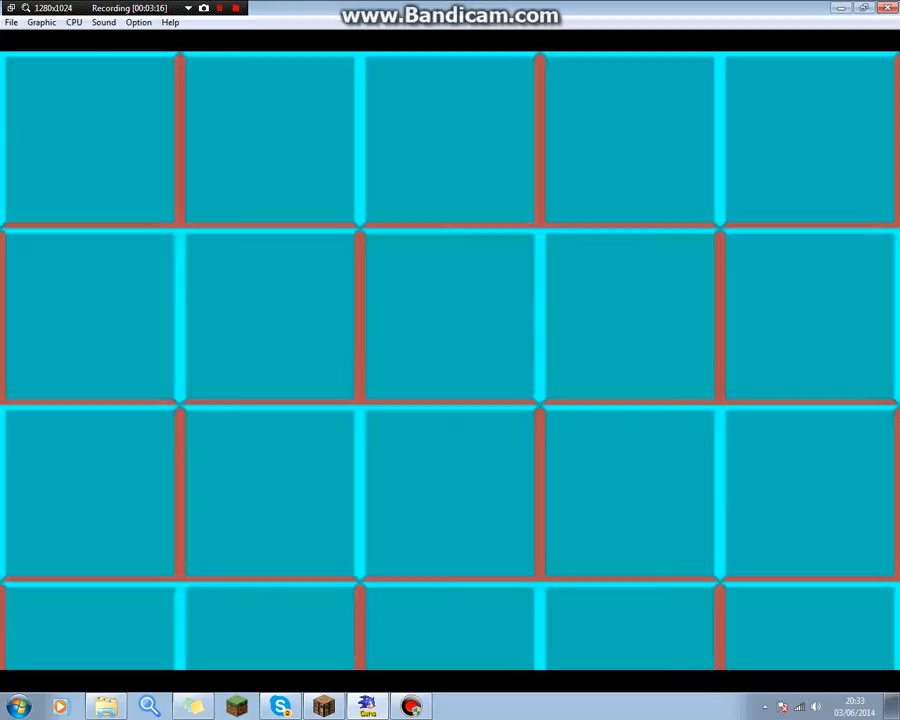 1280x1024 Recording [00:03:16]
www.Bandicam.com
File Graphic CPU Sound Option Help
Gens
20:33
03/06/2014